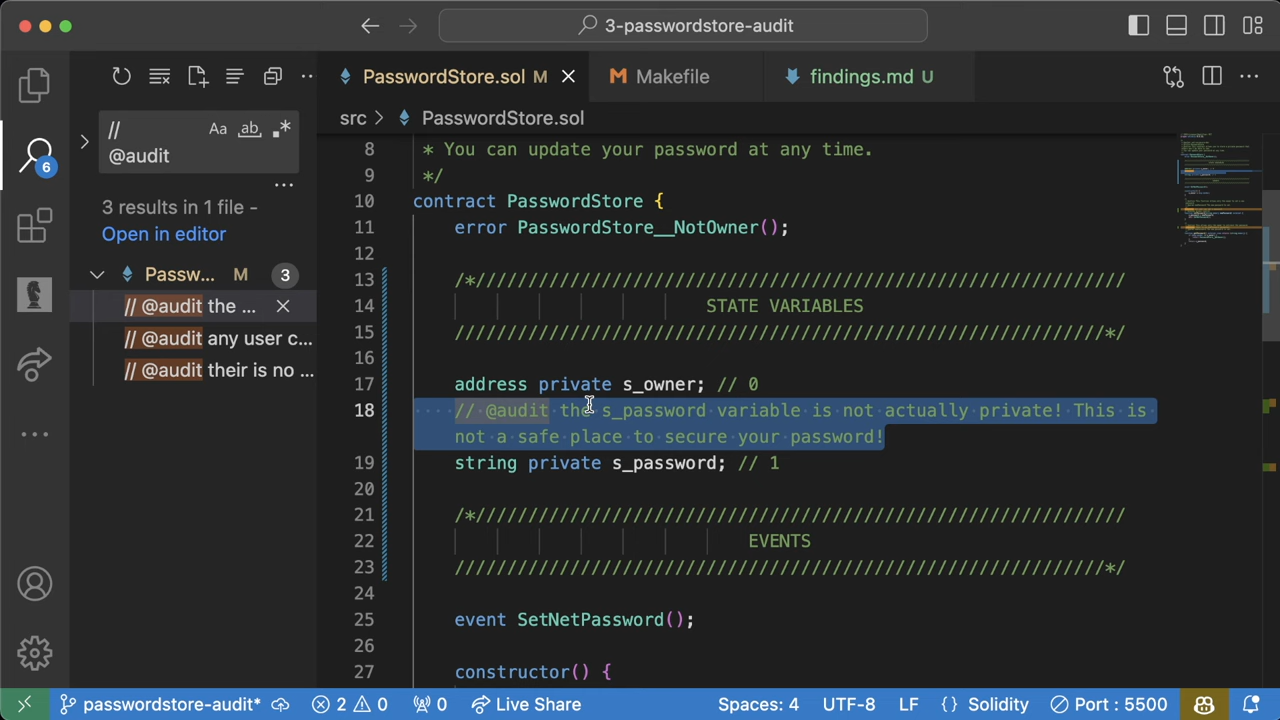 3-passwordstore-audit
PasswordStore.sol M
Makefile
findings.md U
// Aa ab
@audit
3 results in 1 file -
Open in editor
Passw... M 3
// @audit the ...
// @audit any user c...
// @audit their is no ...
6
src > PasswordStore.sol
8 * You can update your password at any time.
9 */
10 contract PasswordStore {
11 error PasswordStore__NotOwner();
12
13 /*//////////////////////////////////////////////////////////////
14 STATE VARIABLES
15 //////////////////////////////////////////////////////////////*/
16
17 address private s_owner; // 0
18 // @audit the s_password variable is not actually private! This is
not a safe place to secure your password!
19 string private s_password; // 1
20
21 /*//////////////////////////////////////////////////////////////
22 EVENTS
23 //////////////////////////////////////////////////////////////*/
24
25 event SetNetPassword();
26
27 constructor() {
passwordstore-audit* 2 0 0 Live Share Spaces: 4 UTF-8 LF {} Solidity Port : 5500